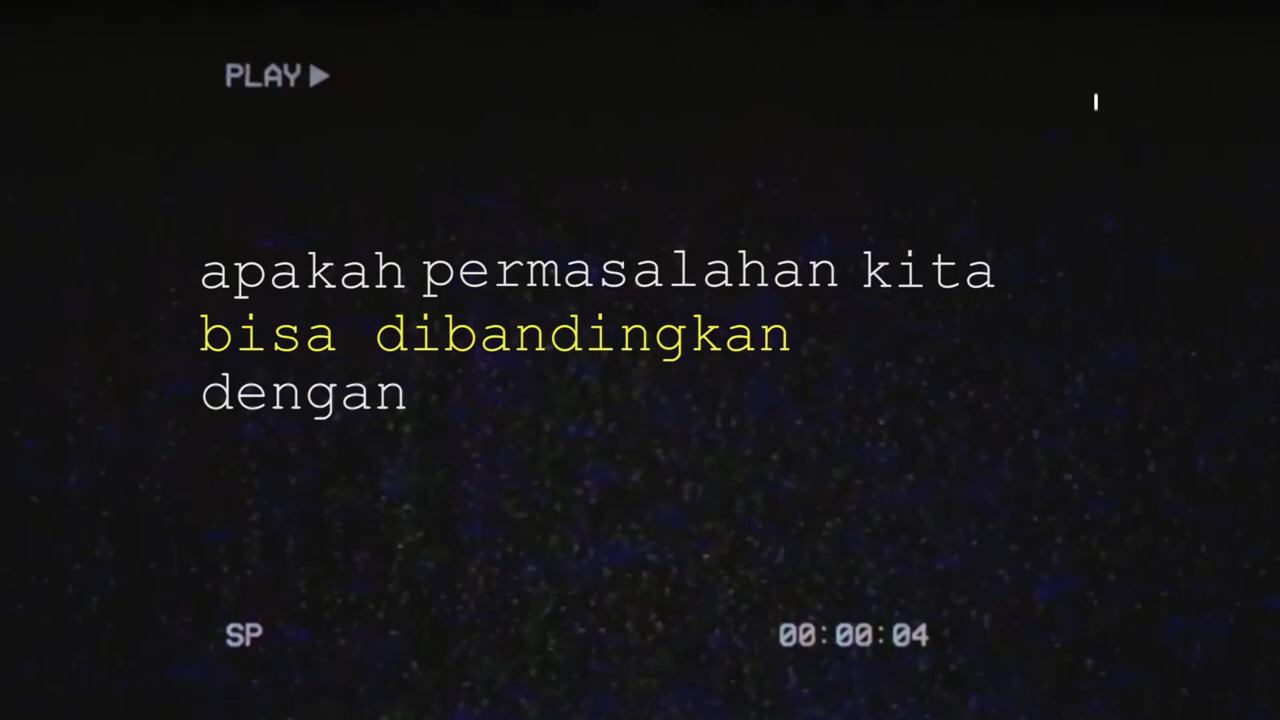 PLAY
apakah permasalahan kita
bisa dibandingkan
dengan
SP
00:00:04